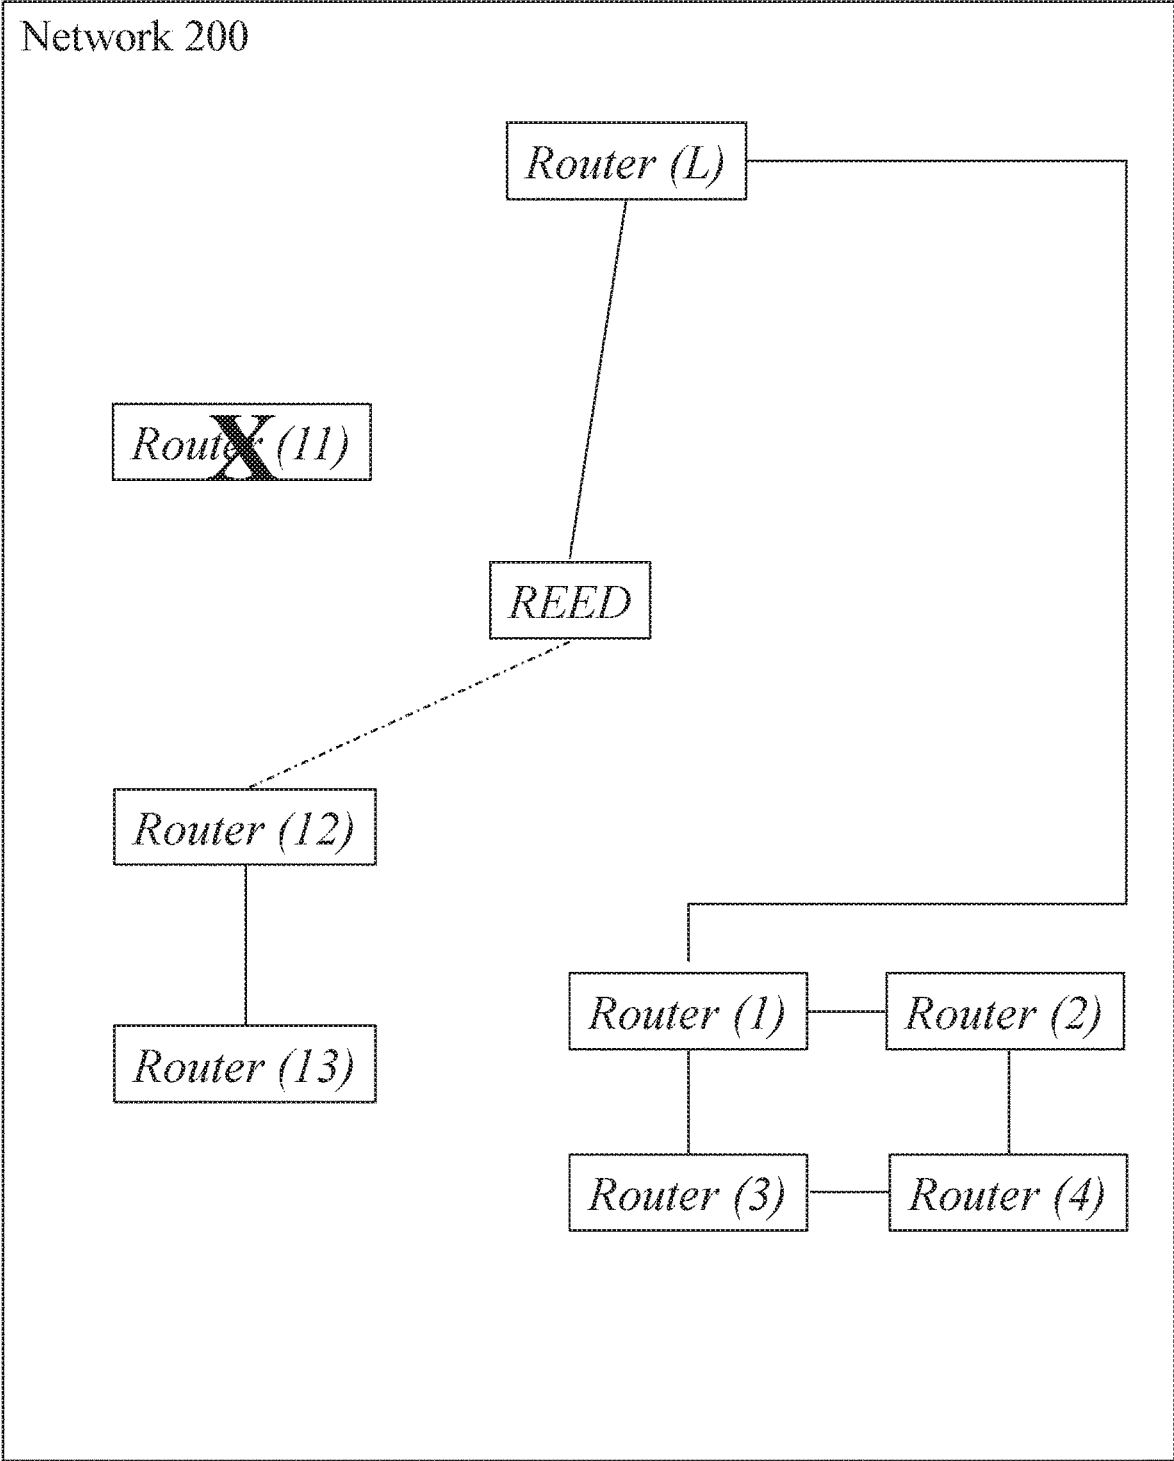 Network 200
Router (L)
Router (11)
X
REED
Router (12)
Router (13)
Router (1)
Router (2)
Router (3)
Router (4)